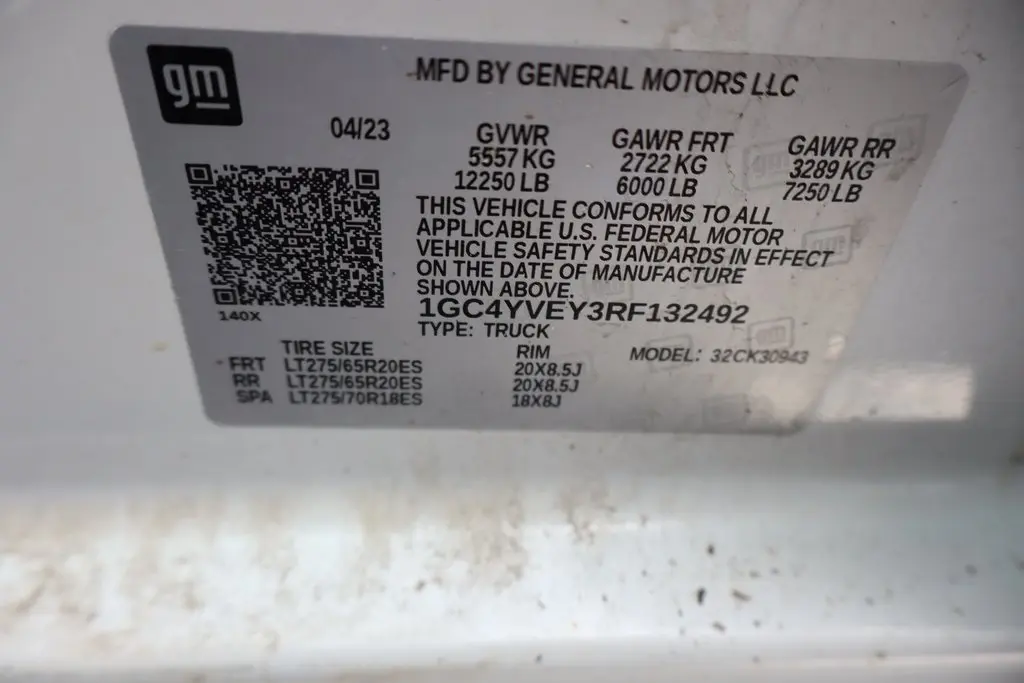 gm
MFD BY GENERAL MOTORS LLC
04/23
GVWR GAWR FRT GAWR RR
5557 KG 2722 KG 3289 KG
12250 LB 6000 LB 7250 LB
THIS VEHICLE CONFORMS TO ALL
APPLICABLE U.S. FEDERAL MOTOR
VEHICLE SAFETY STANDARDS IN EFFECT
ON THE DATE OF MANUFACTURE
SHOWN ABOVE.
140X
1GC4YVEY3RF132492
TYPE: TRUCK
MODEL: 32CK30943
TIRE SIZE RIM
FRT LT275/65R20ES 20X8.5J
RR LT275/65R20ES 20X8.5J
SPA LT275/70R18ES 18X8J